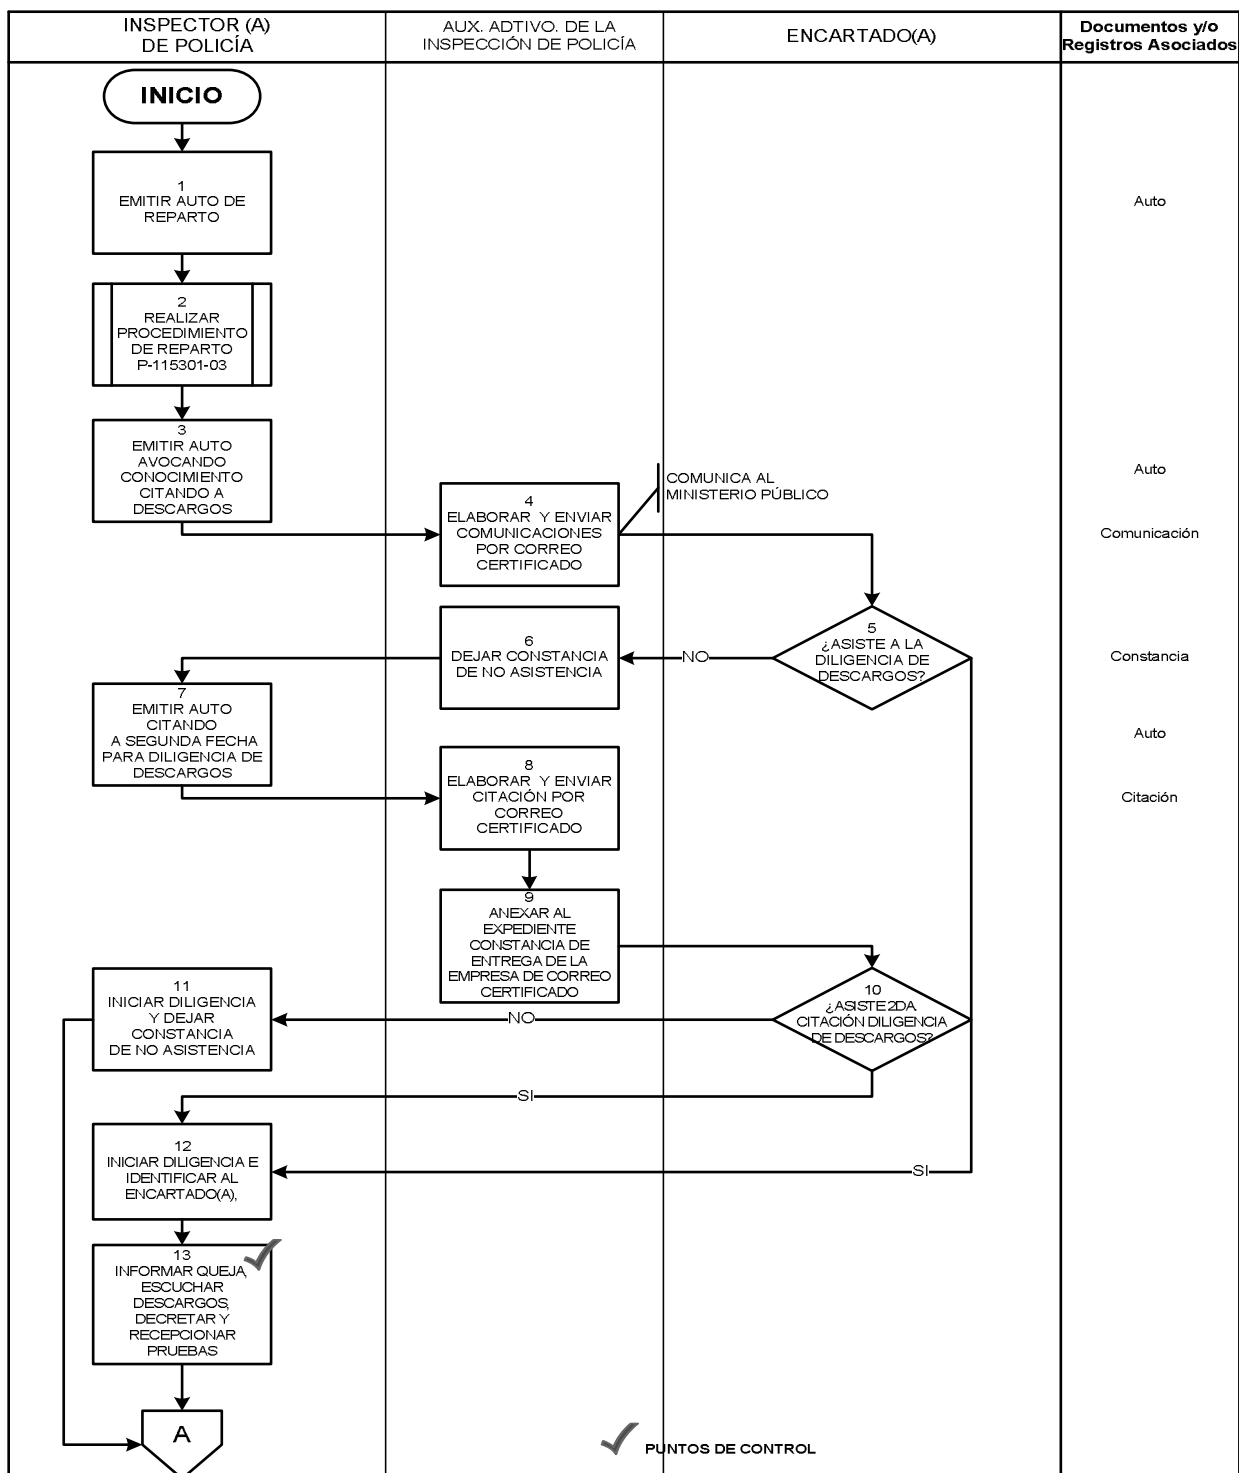 INSPECTOR (A)
DE POLICÍA
AUX. ADTIVO. DE LA
INSPECCIÓN DE POLICÍA
ENCARTADO(A)
Documentos y/o
Registros Asociados
INICIO
1
EMITIR AUTO DE
REPARTO
Auto
2
REALIZAR
PROCEDIMIENTO
DE REPARTO
P-115301-03
3
EMITIR AUTO
AVOCANDO
CONOCIMIENTO
CITANDO A
DESCARGOS
Auto
COMUNICA AL
MINISTERIO PÚBLICO
4
ELABORAR Y ENVIAR
COMUNICACIONES
POR CORREO
CERTIFICADO
Comunicación
5
¿ASISTE A LA
DILIGENCIA DE
DESCARGOS?
NO
6
DEJAR CONSTANCIA
DE NO ASISTENCIA
Constancia
7
EMITIR AUTO
CITANDO
A SEGUNDA FECHA
PARA DILIGENCIA DE
DESCARGOS
Auto
8
ELABORAR Y ENVIAR
CITACIÓN POR
CORREO
CERTIFICADO
Citación
9
ANEXAR AL
EXPEDIENTE
CONSTANCIA DE
ENTREGA DE LA
EMPRESA DE CORREO
CERTIFICADO
10
¿ASISTE 2DA.
CITACIÓN DILIGENCIA
DE DESCARGOS?
NO
11
INICIAR DILIGENCIA
Y DEJAR
CONSTANCIA
DE NO ASISTENCIA
SI
12
INICIAR DILIGENCIA E
IDENTIFICAR AL
ENCARTADO(A),
SI
13
INFORMAR QUEJA,
ESCUCHAR
DESCARGOS,
DECRETAR Y
RECEPCIONAR
PRUEBAS
A
PUNTOS DE CONTROL